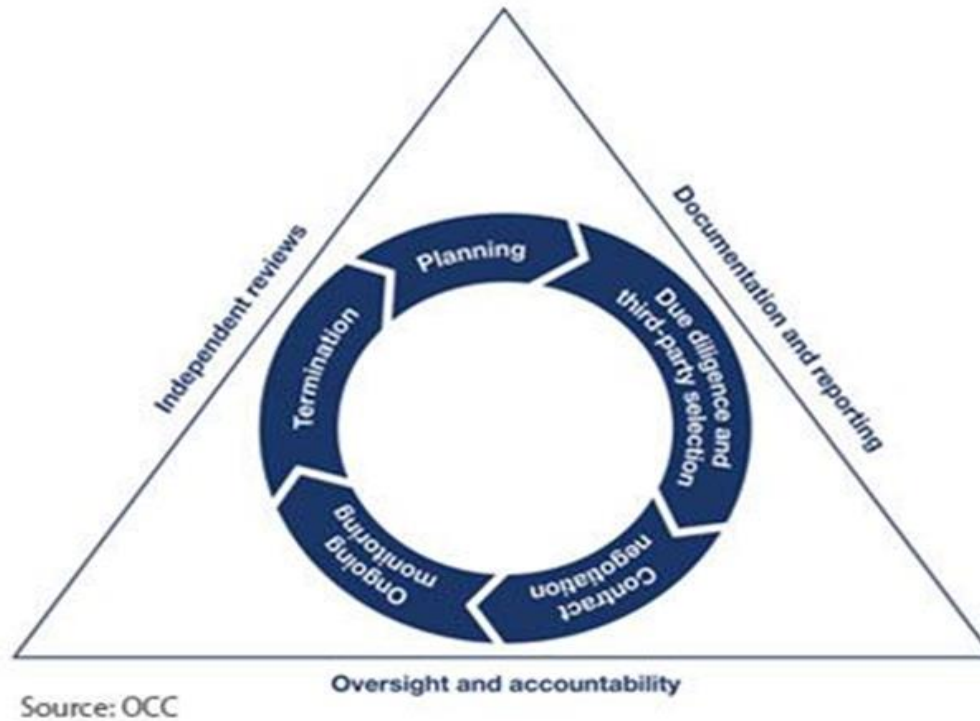 Independent reviews
Documentation and reporting
Planning
Due diligence and
third-party selection
Contract
negotiation
Ongoing
monitoring
Termination
Oversight and accountability
Source: OCC